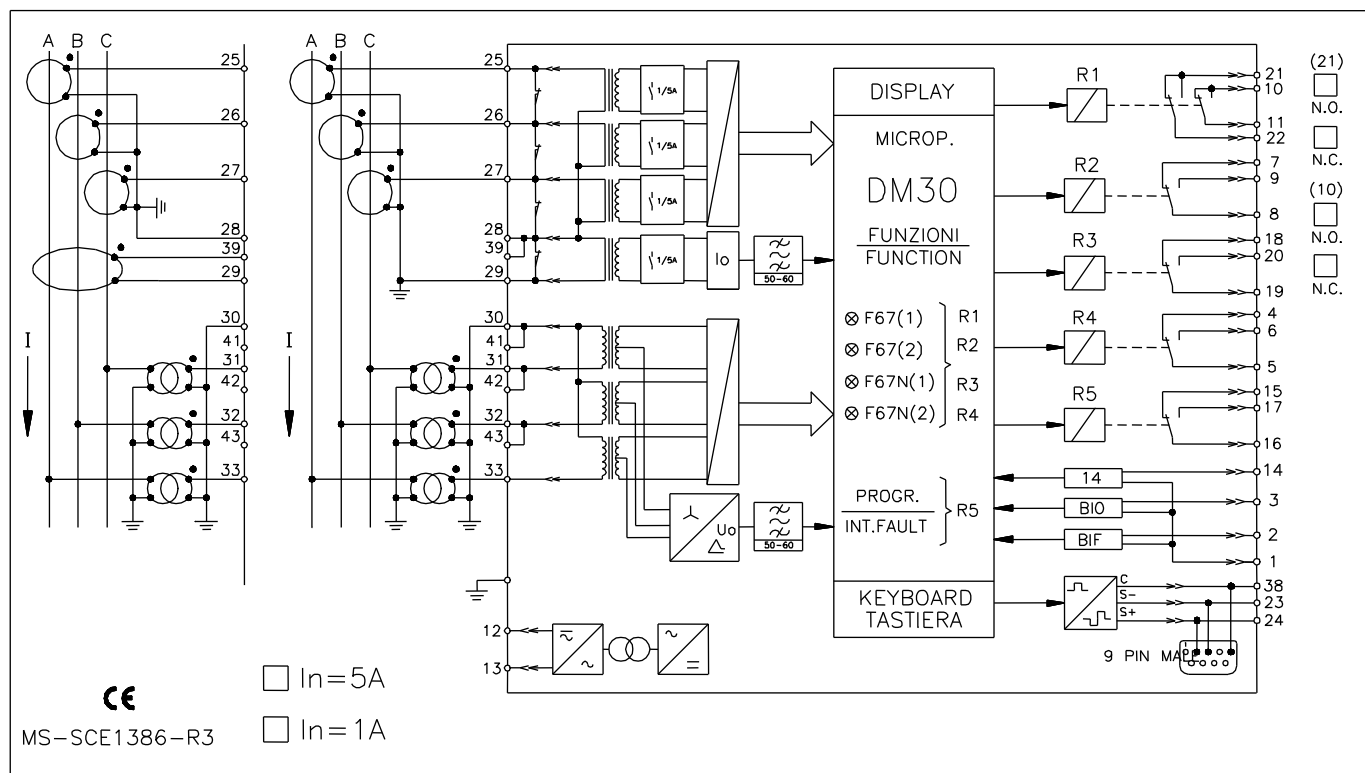 A B C
25
26
27
28
39
29
30
41
31
42
32
43
33
I
A B C
25
26
27
28
39
29
30
41
31
42
32
43
33
I
12
13
1/5A
1/5A
1/5A
1/5A
Io
50-60
Uo
50-60
DISPLAY
MICROP.
DM30
FUNZIONI
FUNCTION
F67(1)
F67(2)
F67N(1)
F67N(2)
R1
R2
R3
R4
PROGR.
INT.FAULT
R5
KEYBOARD
TASTIERA
R1
R2
R3
R4
R5
14
BI0
BIF
C
S-
S+
9 PIN MALE
21
10
11
22
7
9
8
18
20
19
4
6
5
15
17
16
14
3
2
1
38
23
24
(21)
N.O.
N.C.
(10)
N.O.
N.C.
CE
MS-SCE1386-R3
In=5A
In=1A